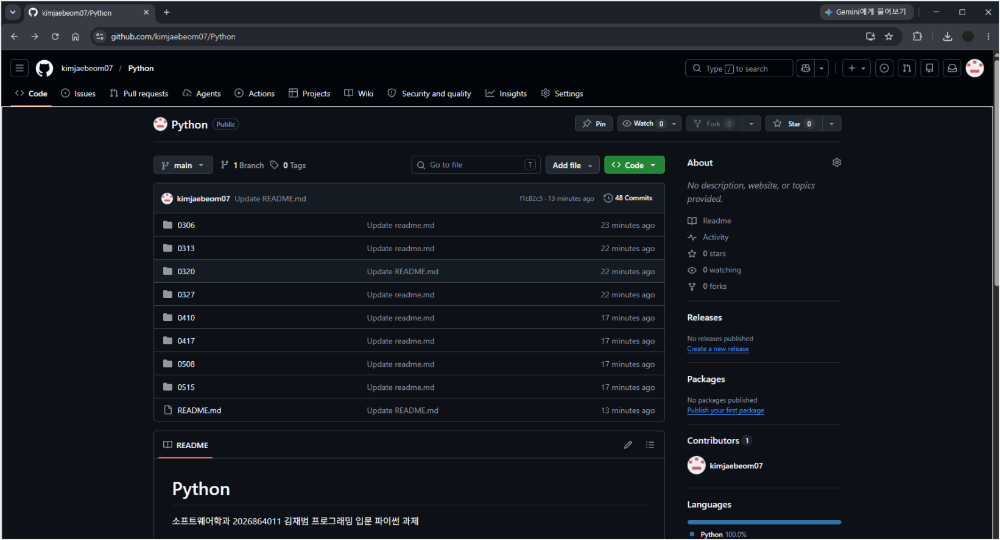 kimjaebeom07/Python
Gemini에게 물어보기
github.com/kimjaebeom07/Python
kimjaebeom07 / Python
Type / to search
Code
Issues
Pull requests
Agents
Actions
Projects
Wiki
Security and quality
Insights
Settings
Python Public
Pin
Watch 0
Fork 0
Star 0
main
1 Branch
0 Tags
Go to file T
Add file
Code
kimjaebeom07 Update README.md f1c82c5 · 13 minutes ago 48 Commits
0306 Update readme.md 23 minutes ago
0313 Update readme.md 22 minutes ago
0320 Update README.md 22 minutes ago
0327 Update readme.md 22 minutes ago
0410 Update readme.md 17 minutes ago
0417 Update readme.md 17 minutes ago
0508 Update readme.md 17 minutes ago
0515 Update readme.md 17 minutes ago
README.md Update README.md 13 minutes ago
README
Python
소프트웨어학과 2026864011 김재범 프로그래밍 입문 파이썬 과제
About
No description, website, or topics
provided.
Readme
Activity
0 stars
0 watching
0 forks
Releases
No releases published
Create a new release
Packages
No packages published
Publish your first package
Contributors 1
kimjaebeom07
Languages
Python 100.0%